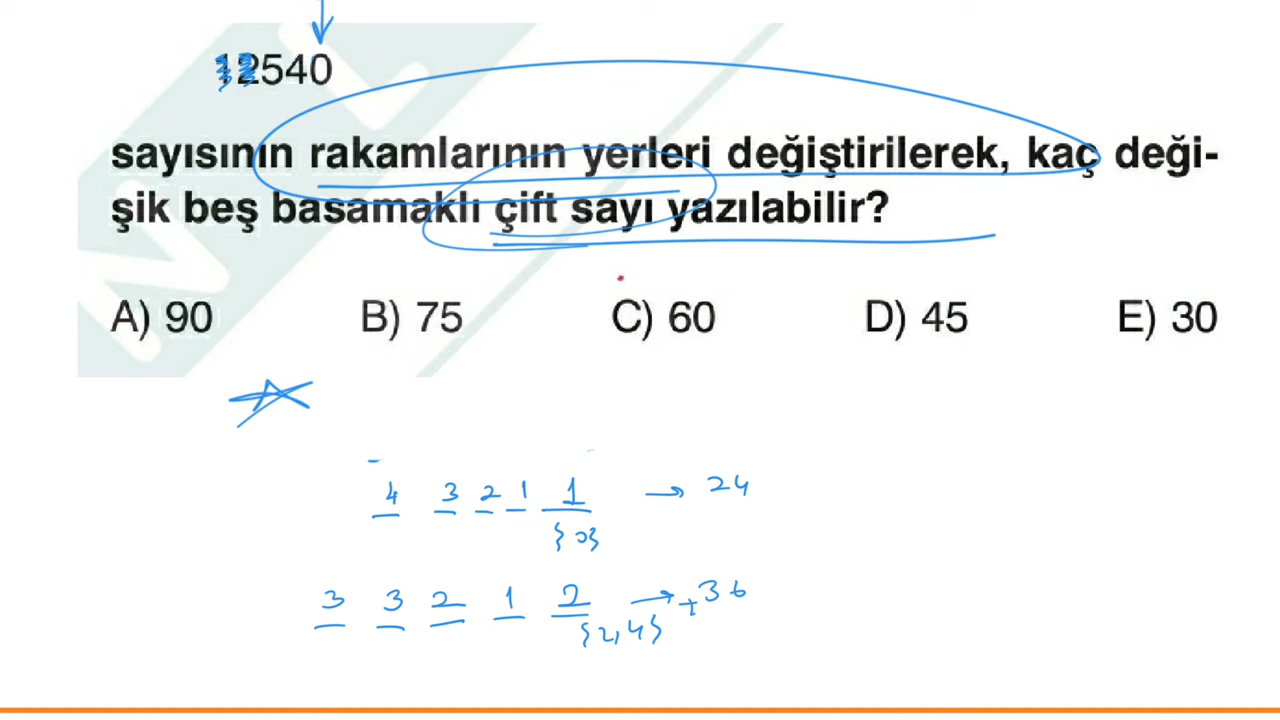 12540
sayısının rakamlarının yerleri değiştirilerek, kaç deği-
şik beş basamaklı çift sayı yazılabilir?
A) 90 B) 75 C) 60 D) 45 E) 30
4 3 2 1 1 → 24
{0}
3 3 2 1 2 → +36
{2,4}